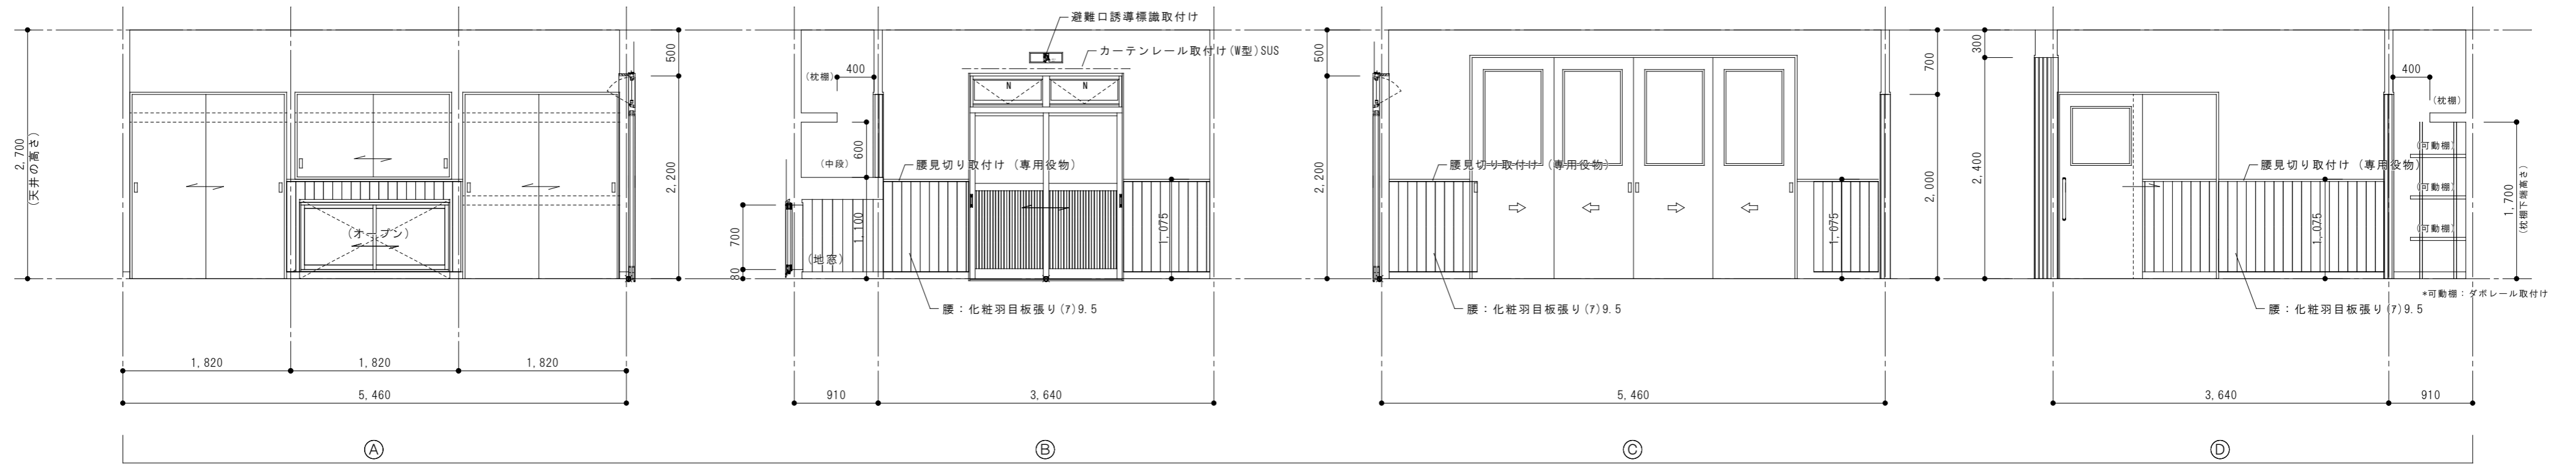 2,700
(天井の高さ)
1,820
1,820
1,820
5,460
(オープン)
500
2,200
Ⓐ
避難口誘導標識取付け
カーテンレール取付け(W型)SUS
(枕棚)
400
N
N
(中段)
600
腰見切り取付け (専用役物)
700
80
1,100
1,075
(地窓)
腰：化粧羽目板張り(ｱ)9.5
910
3,640
Ⓑ
500
2,200
腰見切り取付け (専用役物)
1,075
700
2,000
腰：化粧羽目板張り(ｱ)9.5
5,460
Ⓒ
300
2,400
400
(枕棚)
腰見切り取付け (専用役物)
(可動棚)
(可動棚)
(可動棚)
1,075
1,700
(枕棚下端高さ)
*可動棚：ダボレール取付け
腰：化粧羽目板張り(ｱ)9.5
3,640
910
Ⓓ